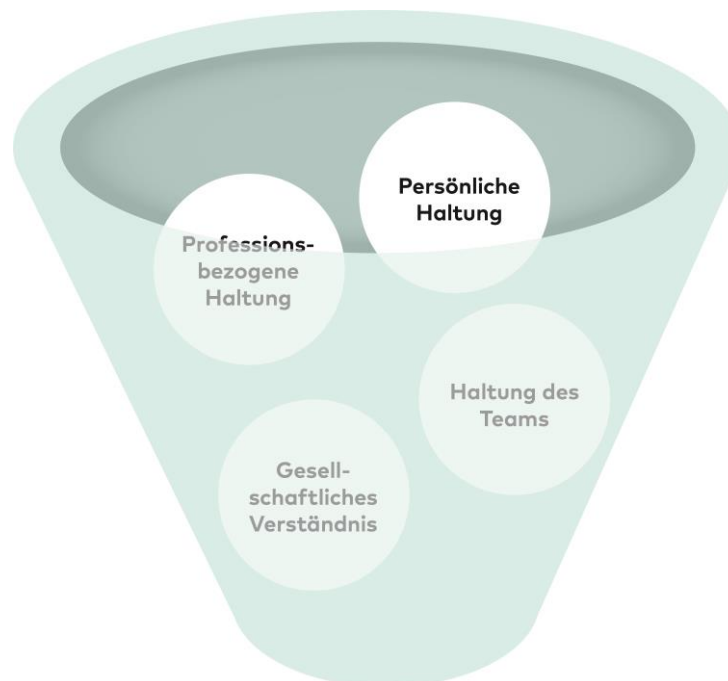 Persönliche
Haltung
Professions-
bezogene
Haltung
Haltung des
Teams
Gesell-
schaftliches
Verständnis